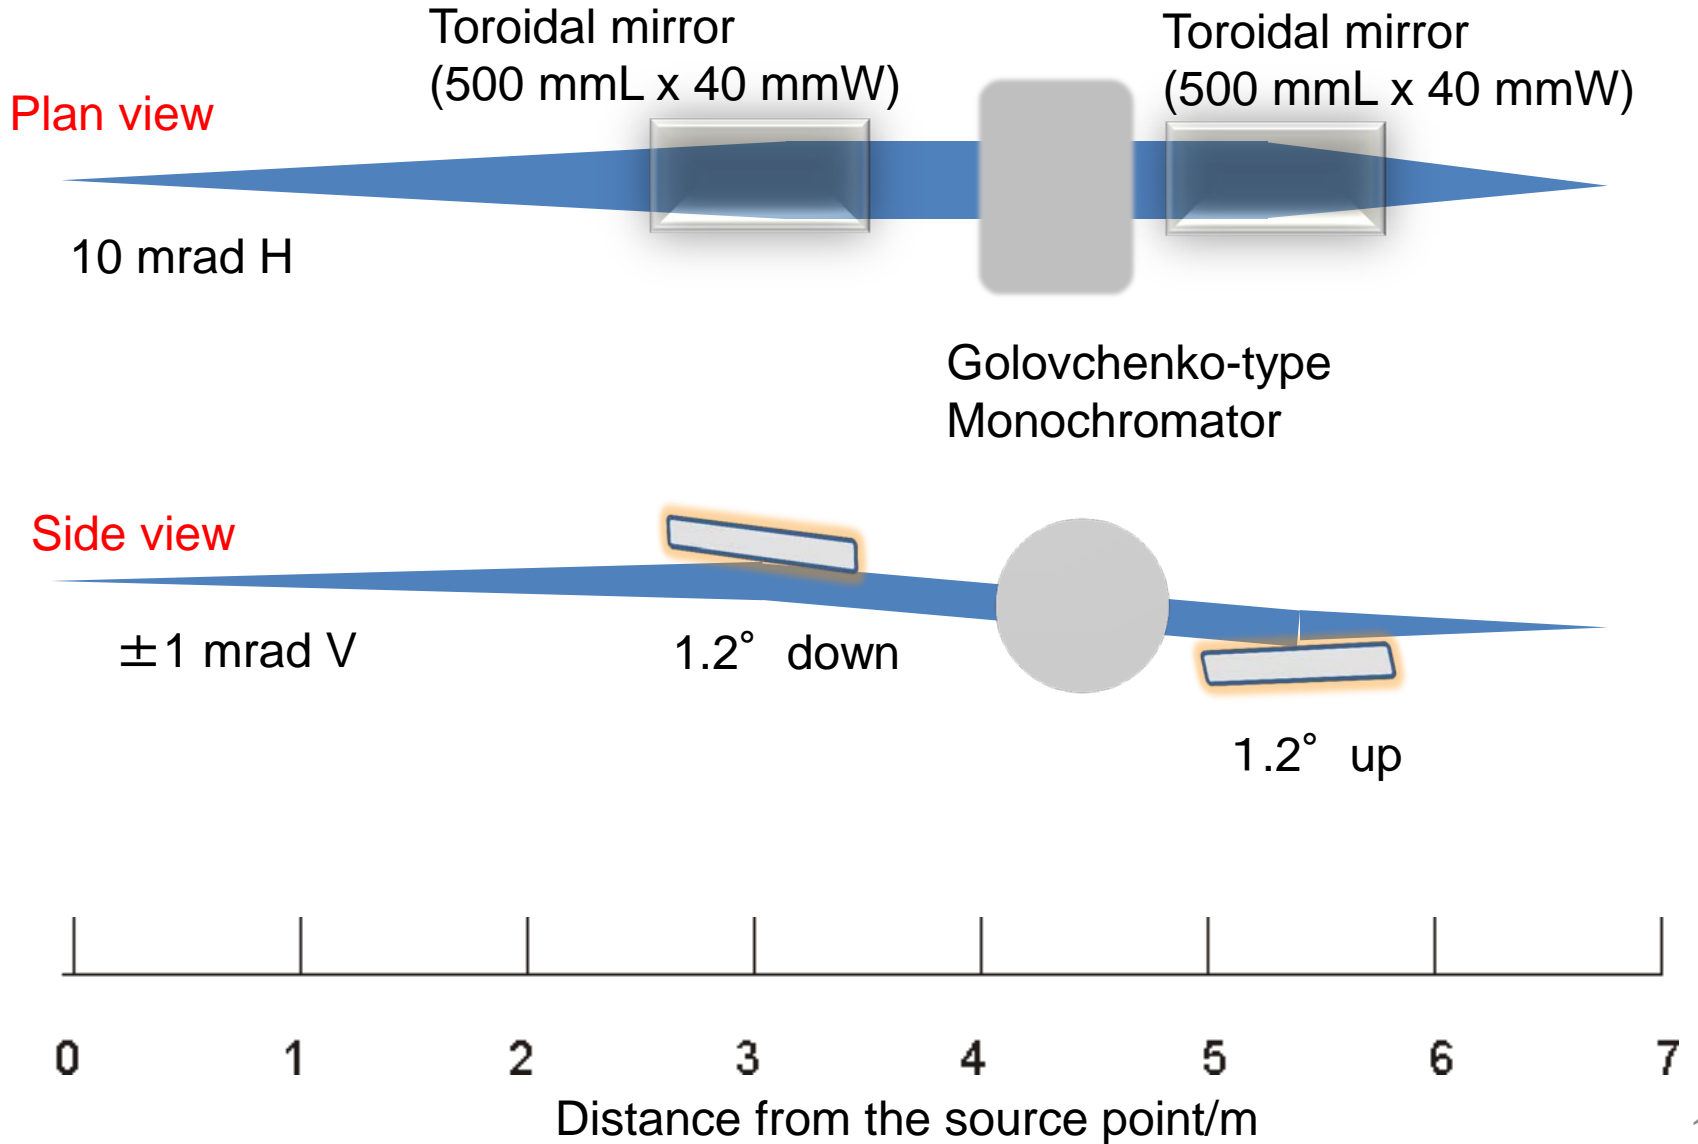 Toroidal mirror
(500 mmL x 40 mmW)
Toroidal mirror
(500 mmL x 40 mmW)
Plan view
10 mrad H
Golovchenko-type
Monochromator
Side view
±1 mrad V
1.2° down
1.2° up
0 1 2 3 4 5 6 7
Distance from the source point/m